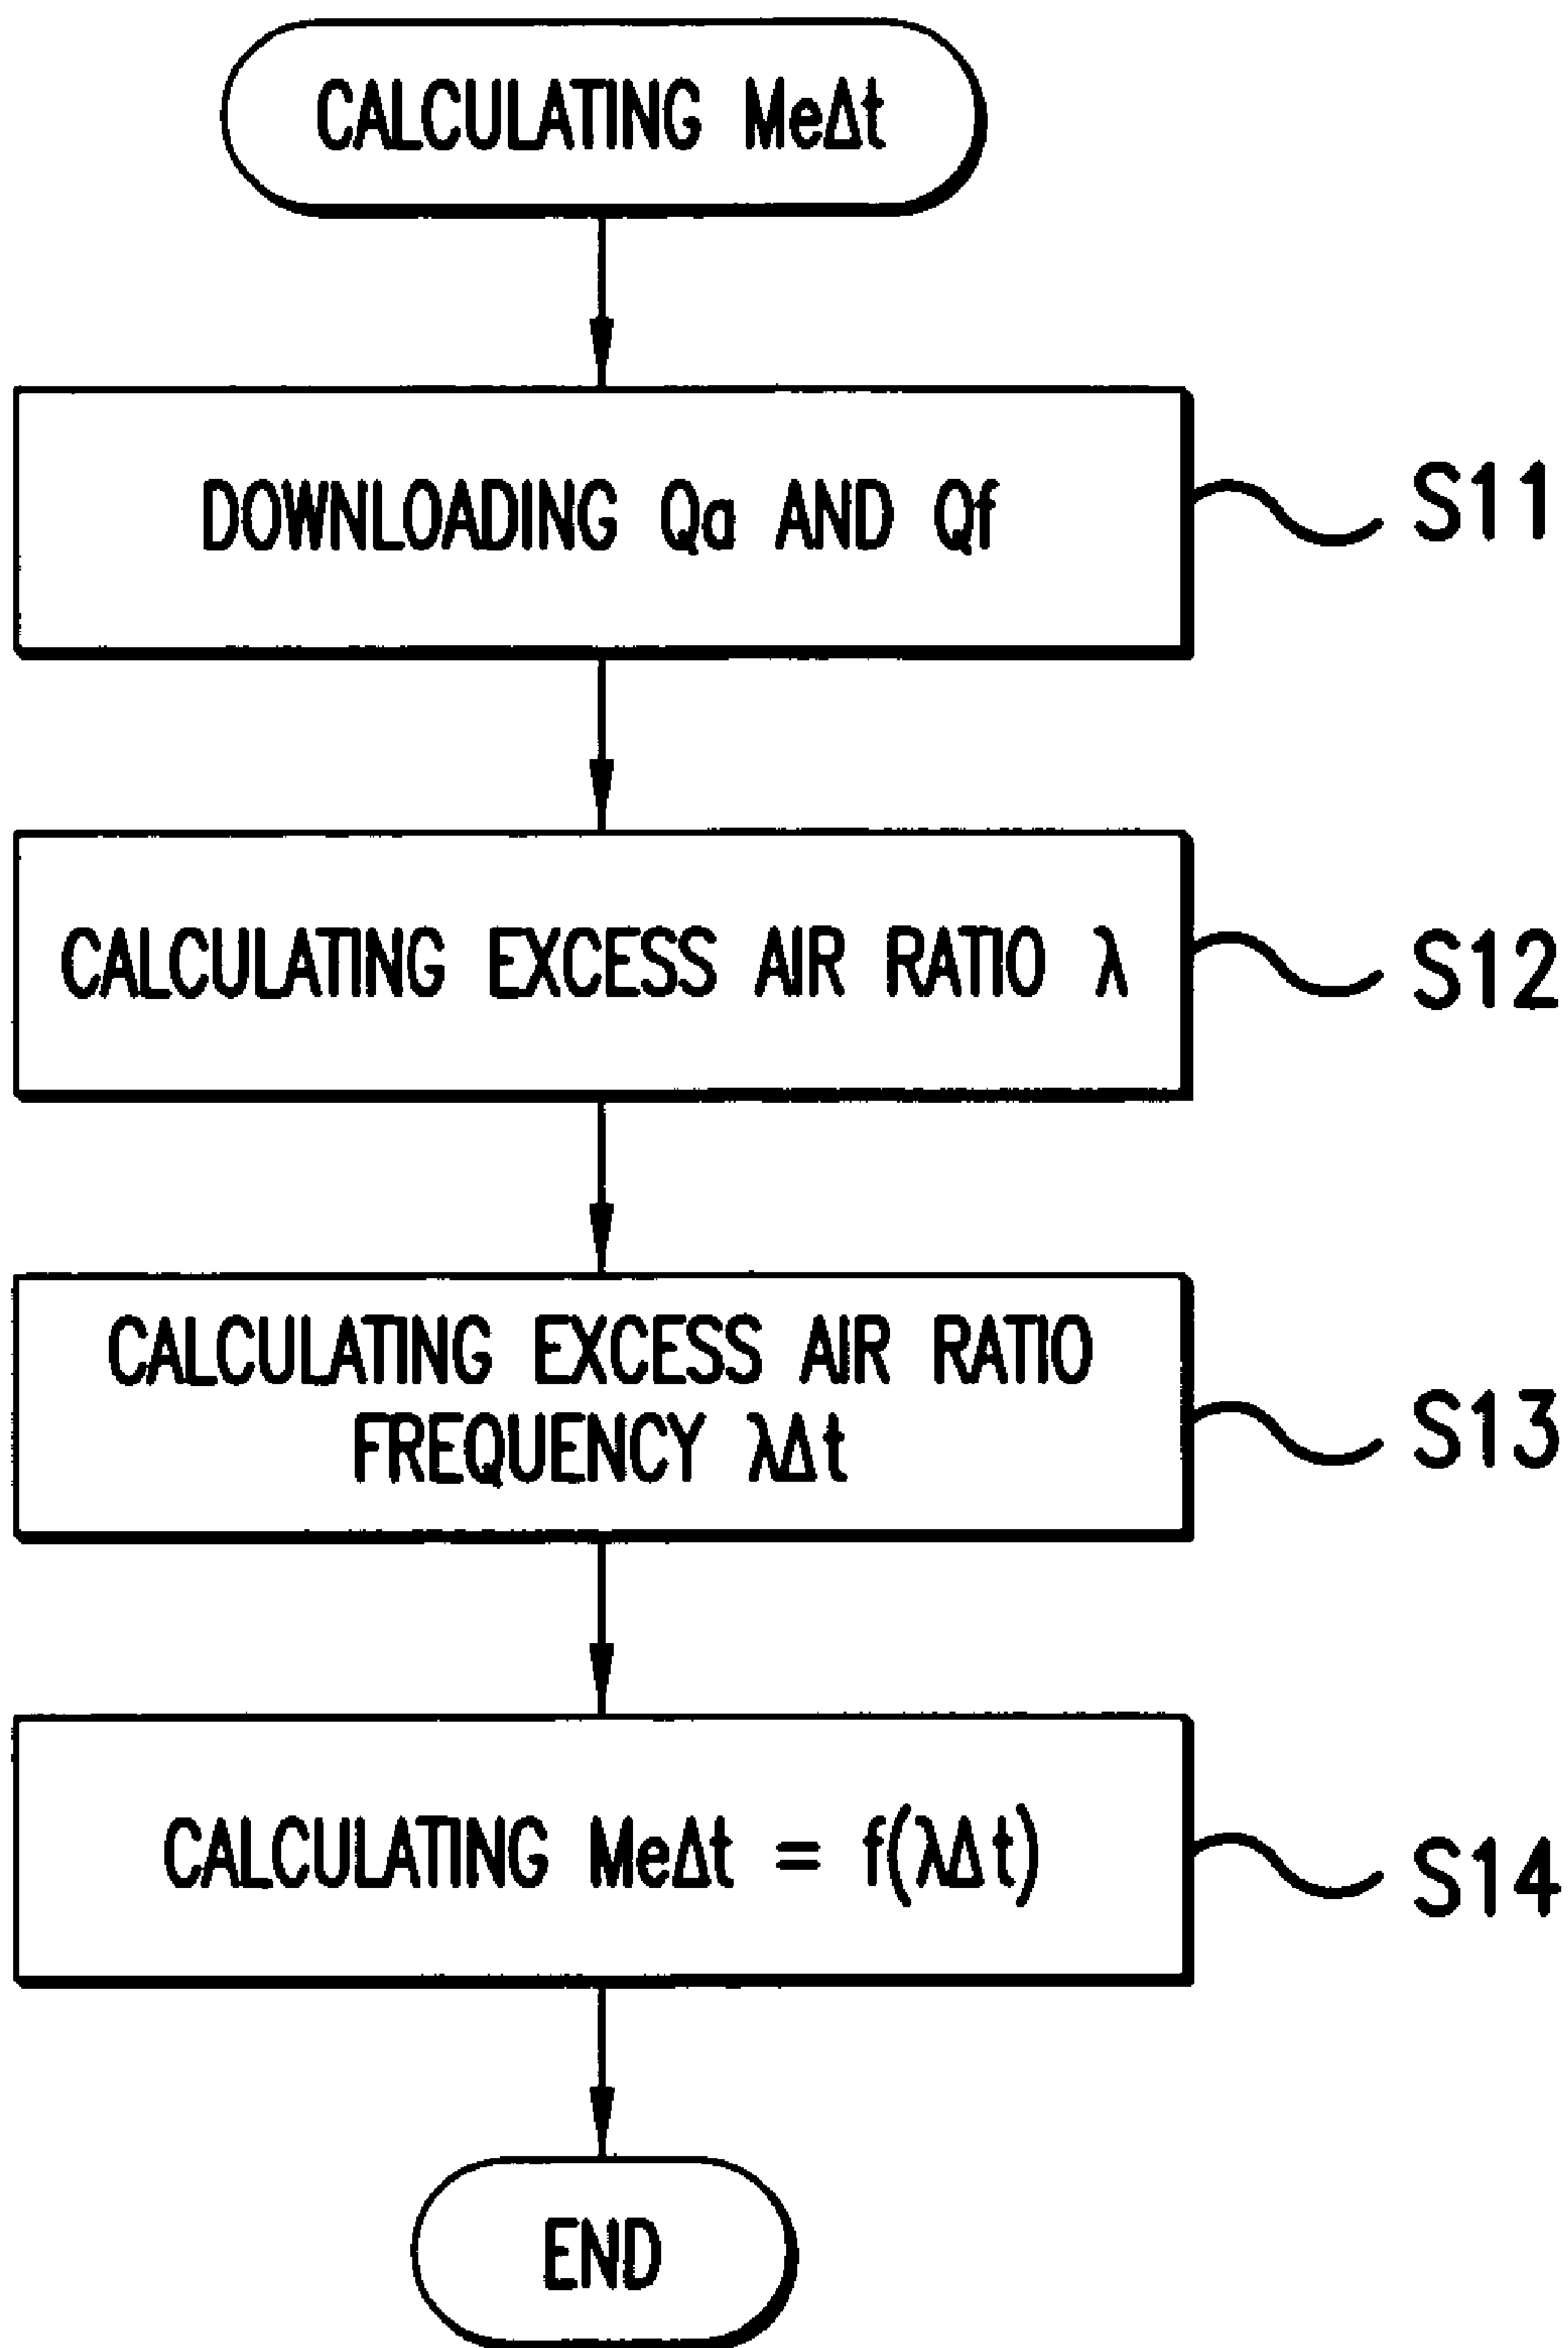 CALCULATING MeΔt
DOWNLOADING Qa AND Qf
S11
CALCULATING EXCESS AIR RATIO λ
S12
CALCULATING EXCESS AIR RATIO
FREQUENCY λΔt
S13
CALCULATING MeΔt = f(λΔt)
S14
END